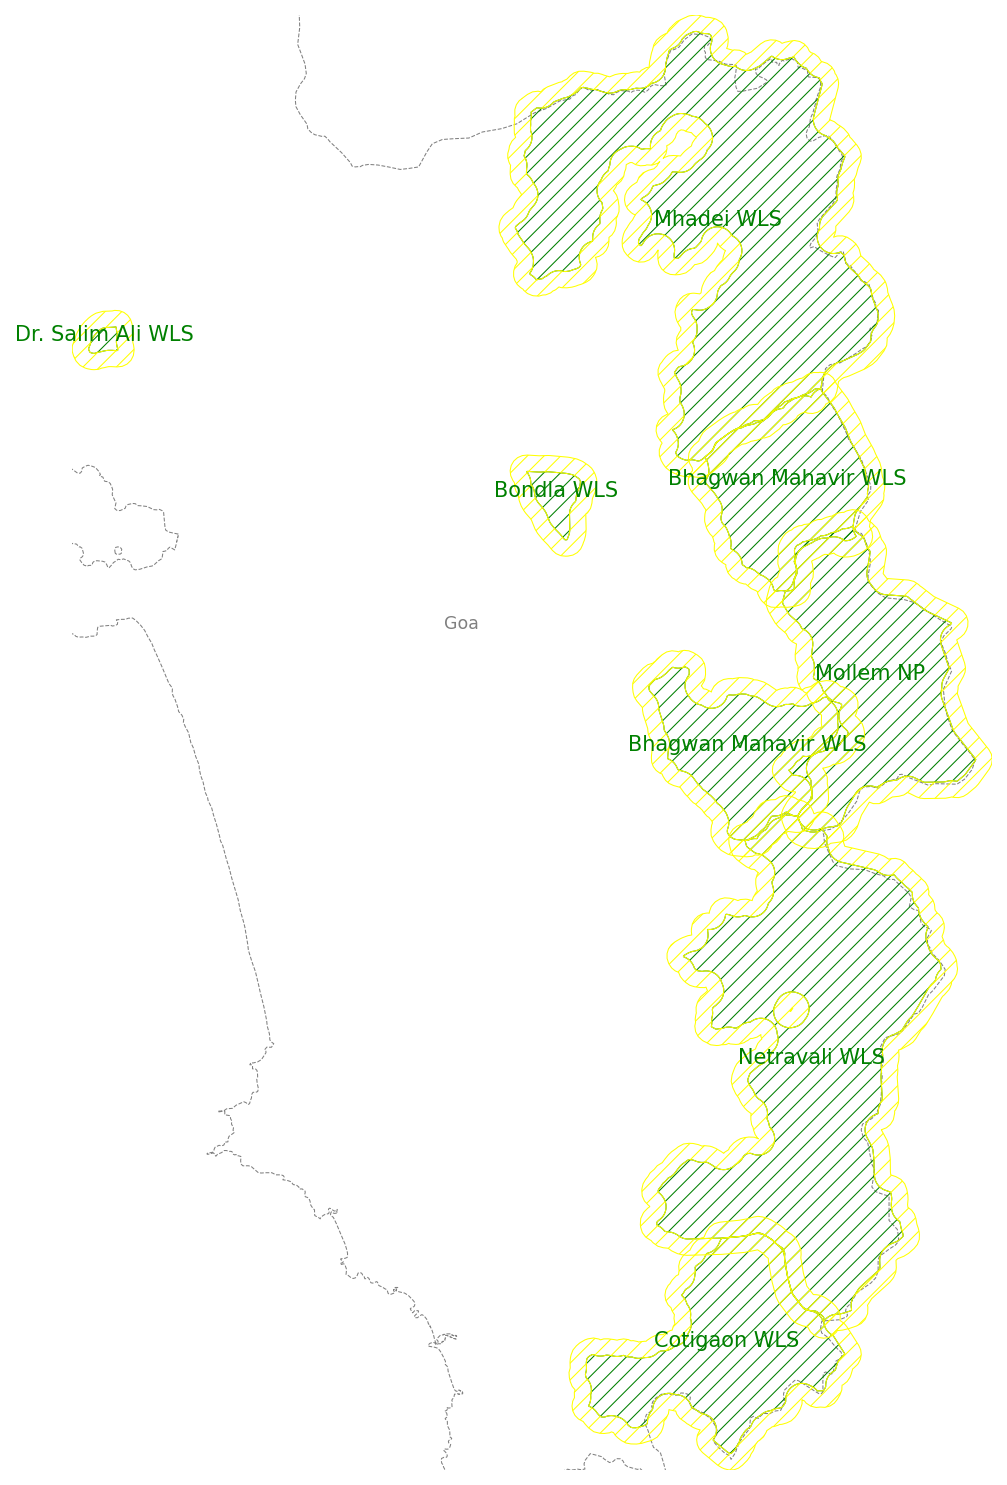 Mhadei WLS
Dr. Salim Ali WLS
Bhagwan Mahavir WLS
Bondla WLS
Goa
Mollem NP
Bhagwan Mahavir WLS
Netravali WLS
Cotigaon WLS